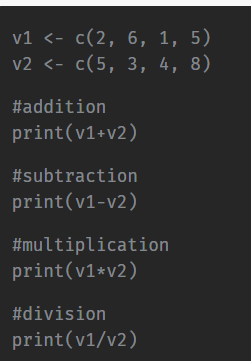 v1 <- c(2, 6, 1, 5)
v2 <- c(5, 3, 4, 8)
#addition
print(v1+v2)
#subtraction
print(v1-v2)
#multiplication
print(v1*v2)
#division
print(v1/v2)